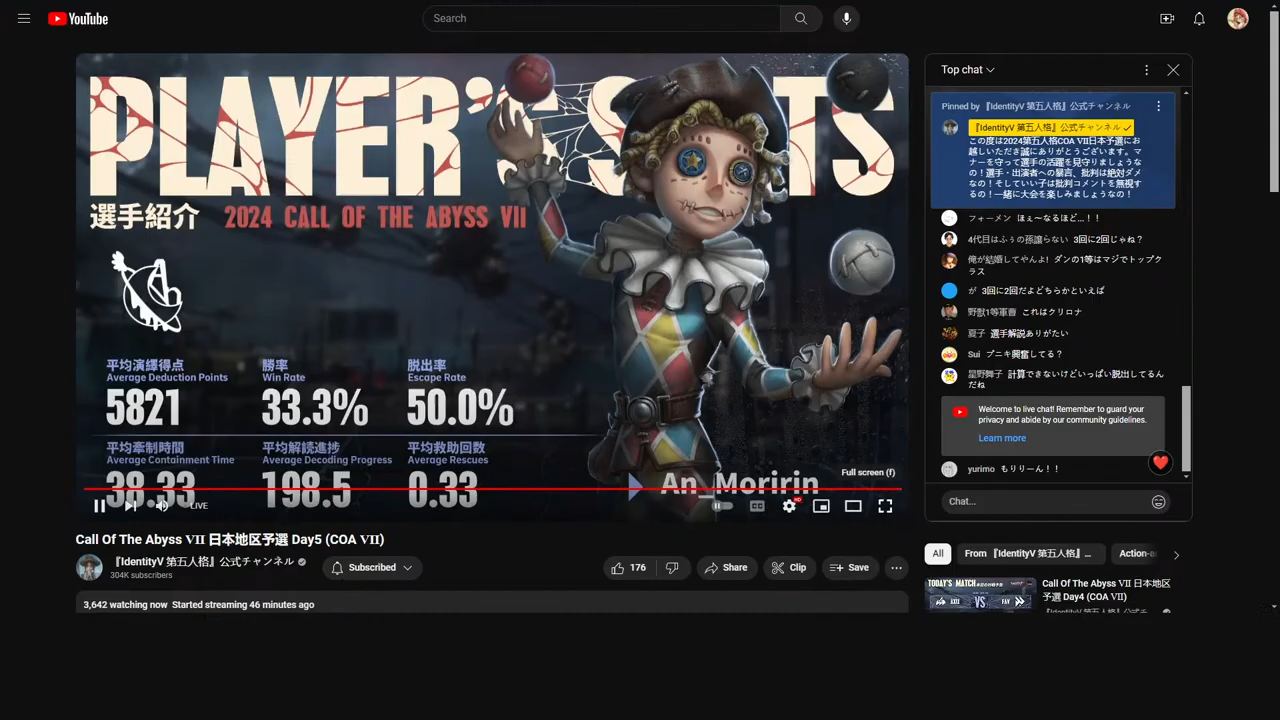 YouTube
Search
PLAYER'S
選手紹介 2024 CALL OF THE ABYSS VII
平均演繹得点
Average Deduction Points
5821
勝率
Win Rate
33.3%
脱出率
Escape Rate
50.0%
平均牽制時間
Average Containment Time
38.33
平均解読進捗
Average Decoding Progress
198.5
平均救助回数
Average Rescues
0.33
An_Moririn
Full screen (f)
LIVE
HD
Call Of The Abyss VII 日本地区予選 Day5 (COA VII)
『IdentityV 第五人格』公式チャンネル
304K subscribers
Subscribed
176
Share
Clip
Save
3,642 watching now Started streaming 46 minutes ago
Top chat
Pinned by 『IdentityV 第五人格』公式チャンネル
『IdentityV 第五人格』公式チャンネル
この度は2024第五人格COA VII日本予選にお
越しいただき誠にありがとうございます。マ
ナーを守って選手の活躍を見守りましょうな
の！選手・出演者への暴言、批判は絶対ダメ
なの！そしていい子は批判コメントを無視す
るの！一緒に大会を楽しみましょうなの！
フォーメン ほぇ〜なるほど...！！
4代目はふぅの孫譲らない 3回に2回じゃね？
俺が結婚してやんよ! ダンの1等はマジでトップク
ラス
が 3回に2回だよどちらかといえば
野獣1等軍曹 これはクリロナ
夏子 選手解説ありがたい
Sui ブニキ興奮してる？
星野舞子 計算できないけどいっぱい脱出してるん
だね
Welcome to live chat! Remember to guard your
privacy and abide by our community guidelines.
Learn more
yurimo もりりーん！！
Chat...
All
From 『IdentityV 第五人格』...
Action-a
TODAY'S MATCH
VS
Call Of The Abyss VII 日本地区
予選 Day4 (COA VII)